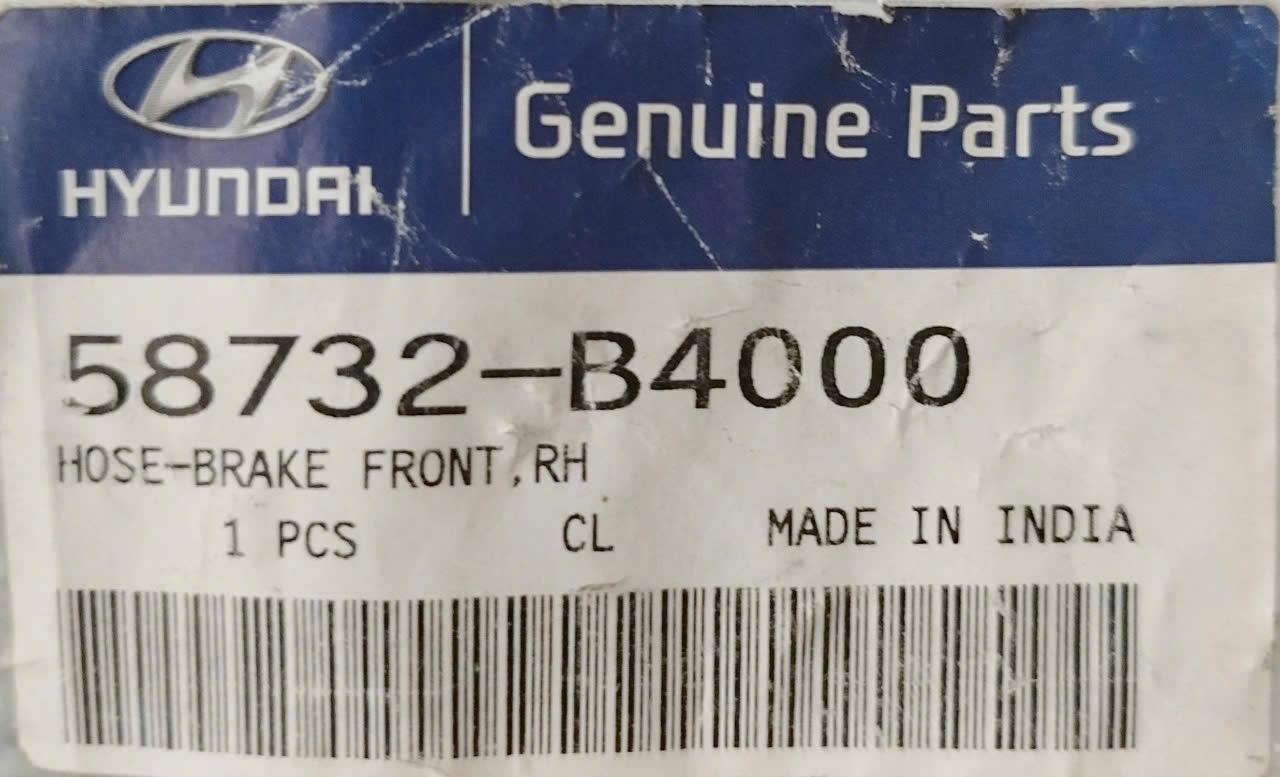 HYUNDAI
Genuine Parts
58732-B4000
HOSE-BRAKE FRONT,RH
1 PCS CL MADE IN INDIA